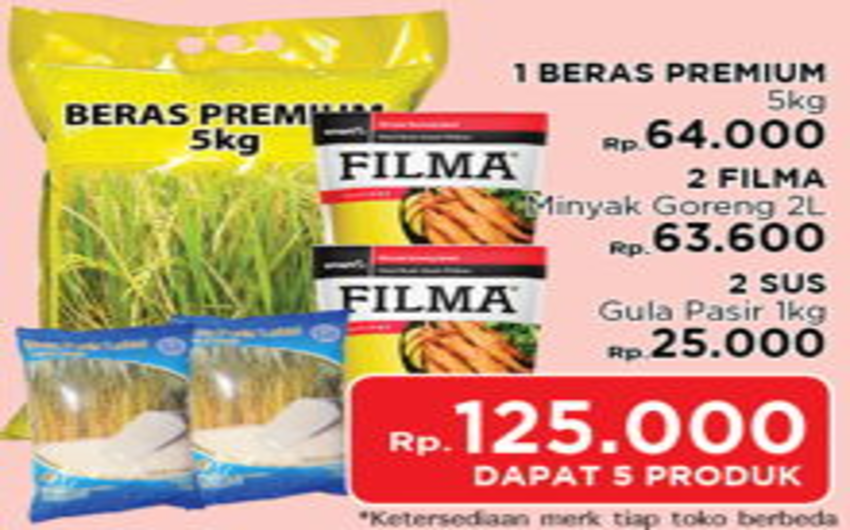 BERAS PREMIUM
5kg
FILMA
FILMA
1 BERAS PREMIUM
5kg
Rp.64.000
2 FILMA
Minyak Goreng 2L
Rp.63.600
2 SUS
Gula Pasir 1kg
Rp.25.000
Rp.125.000
DAPAT 5 PRODUK
*Ketersediaan merk tiap toko berbeda